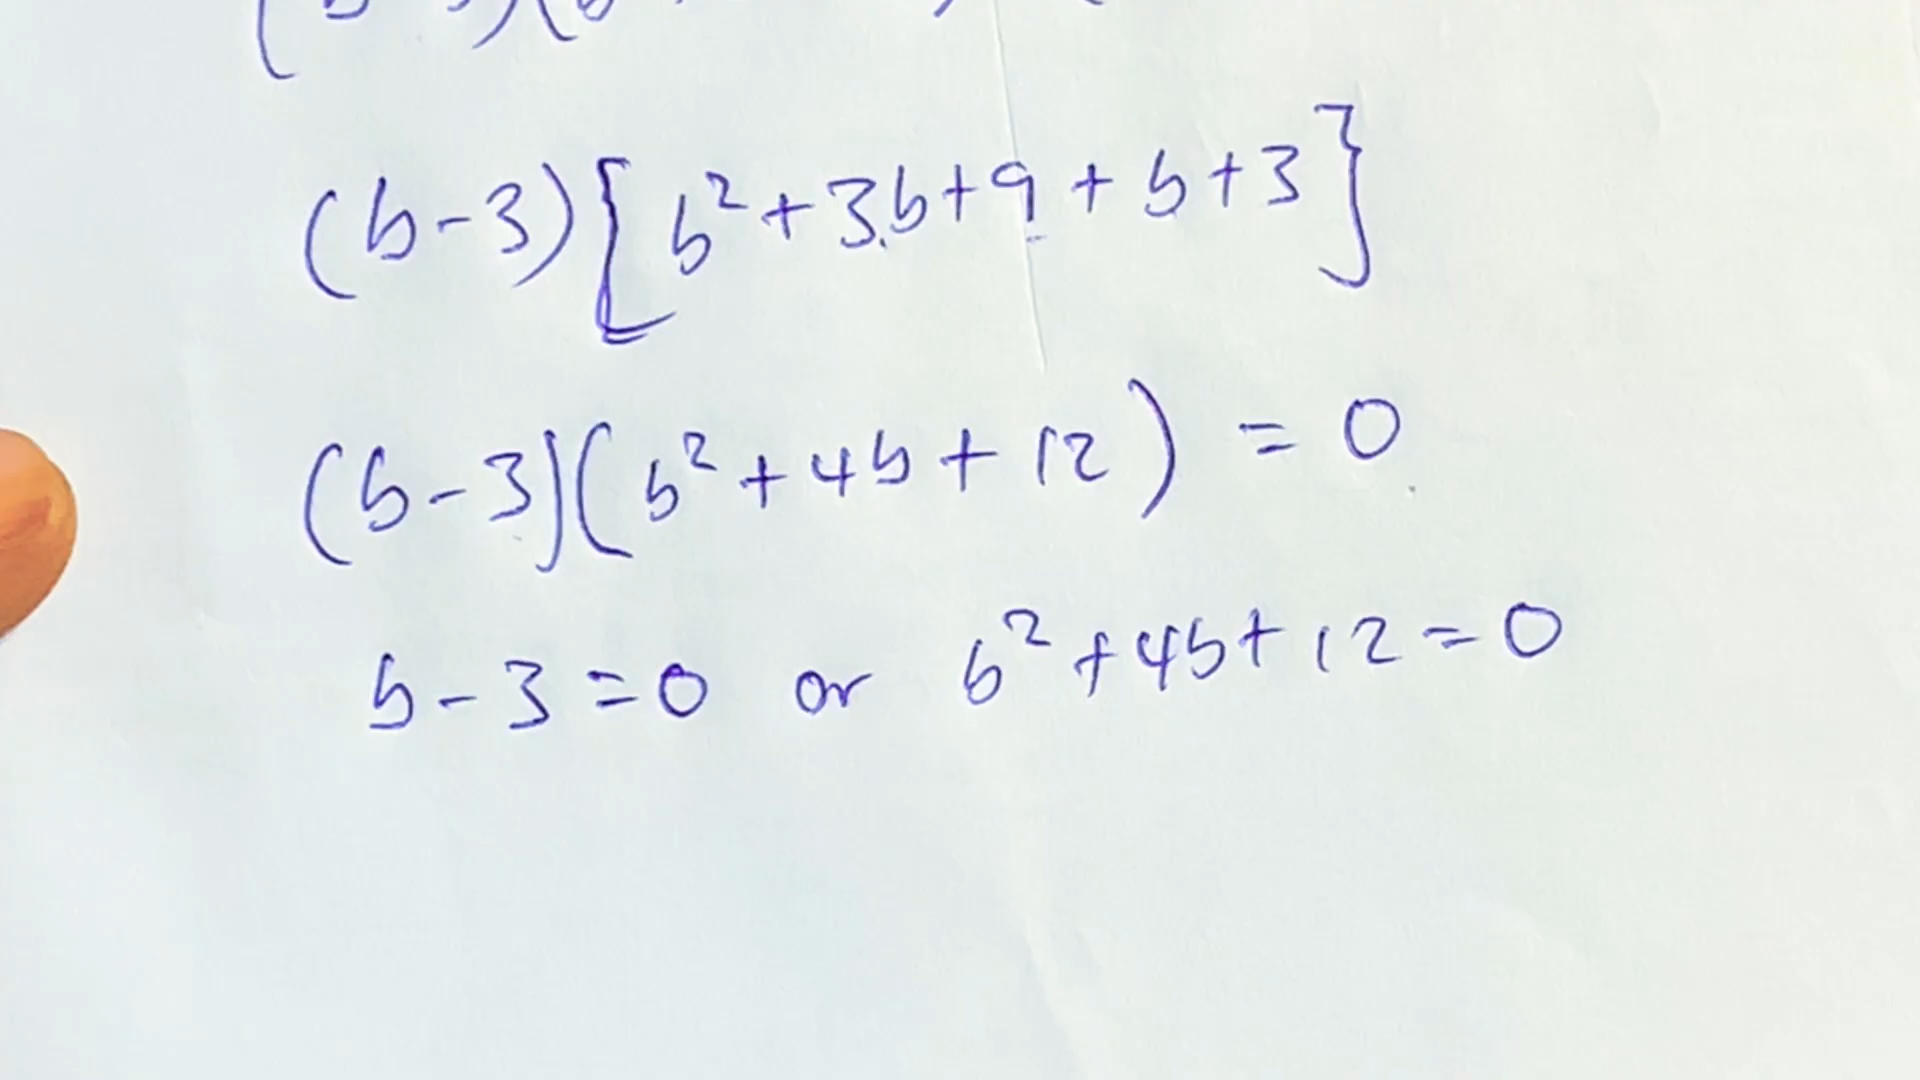 (b-3)[b²+3b+9+b+3]
(b-3)(b²+4b+12) = 0
b-3=0 or b²+4b+12=0